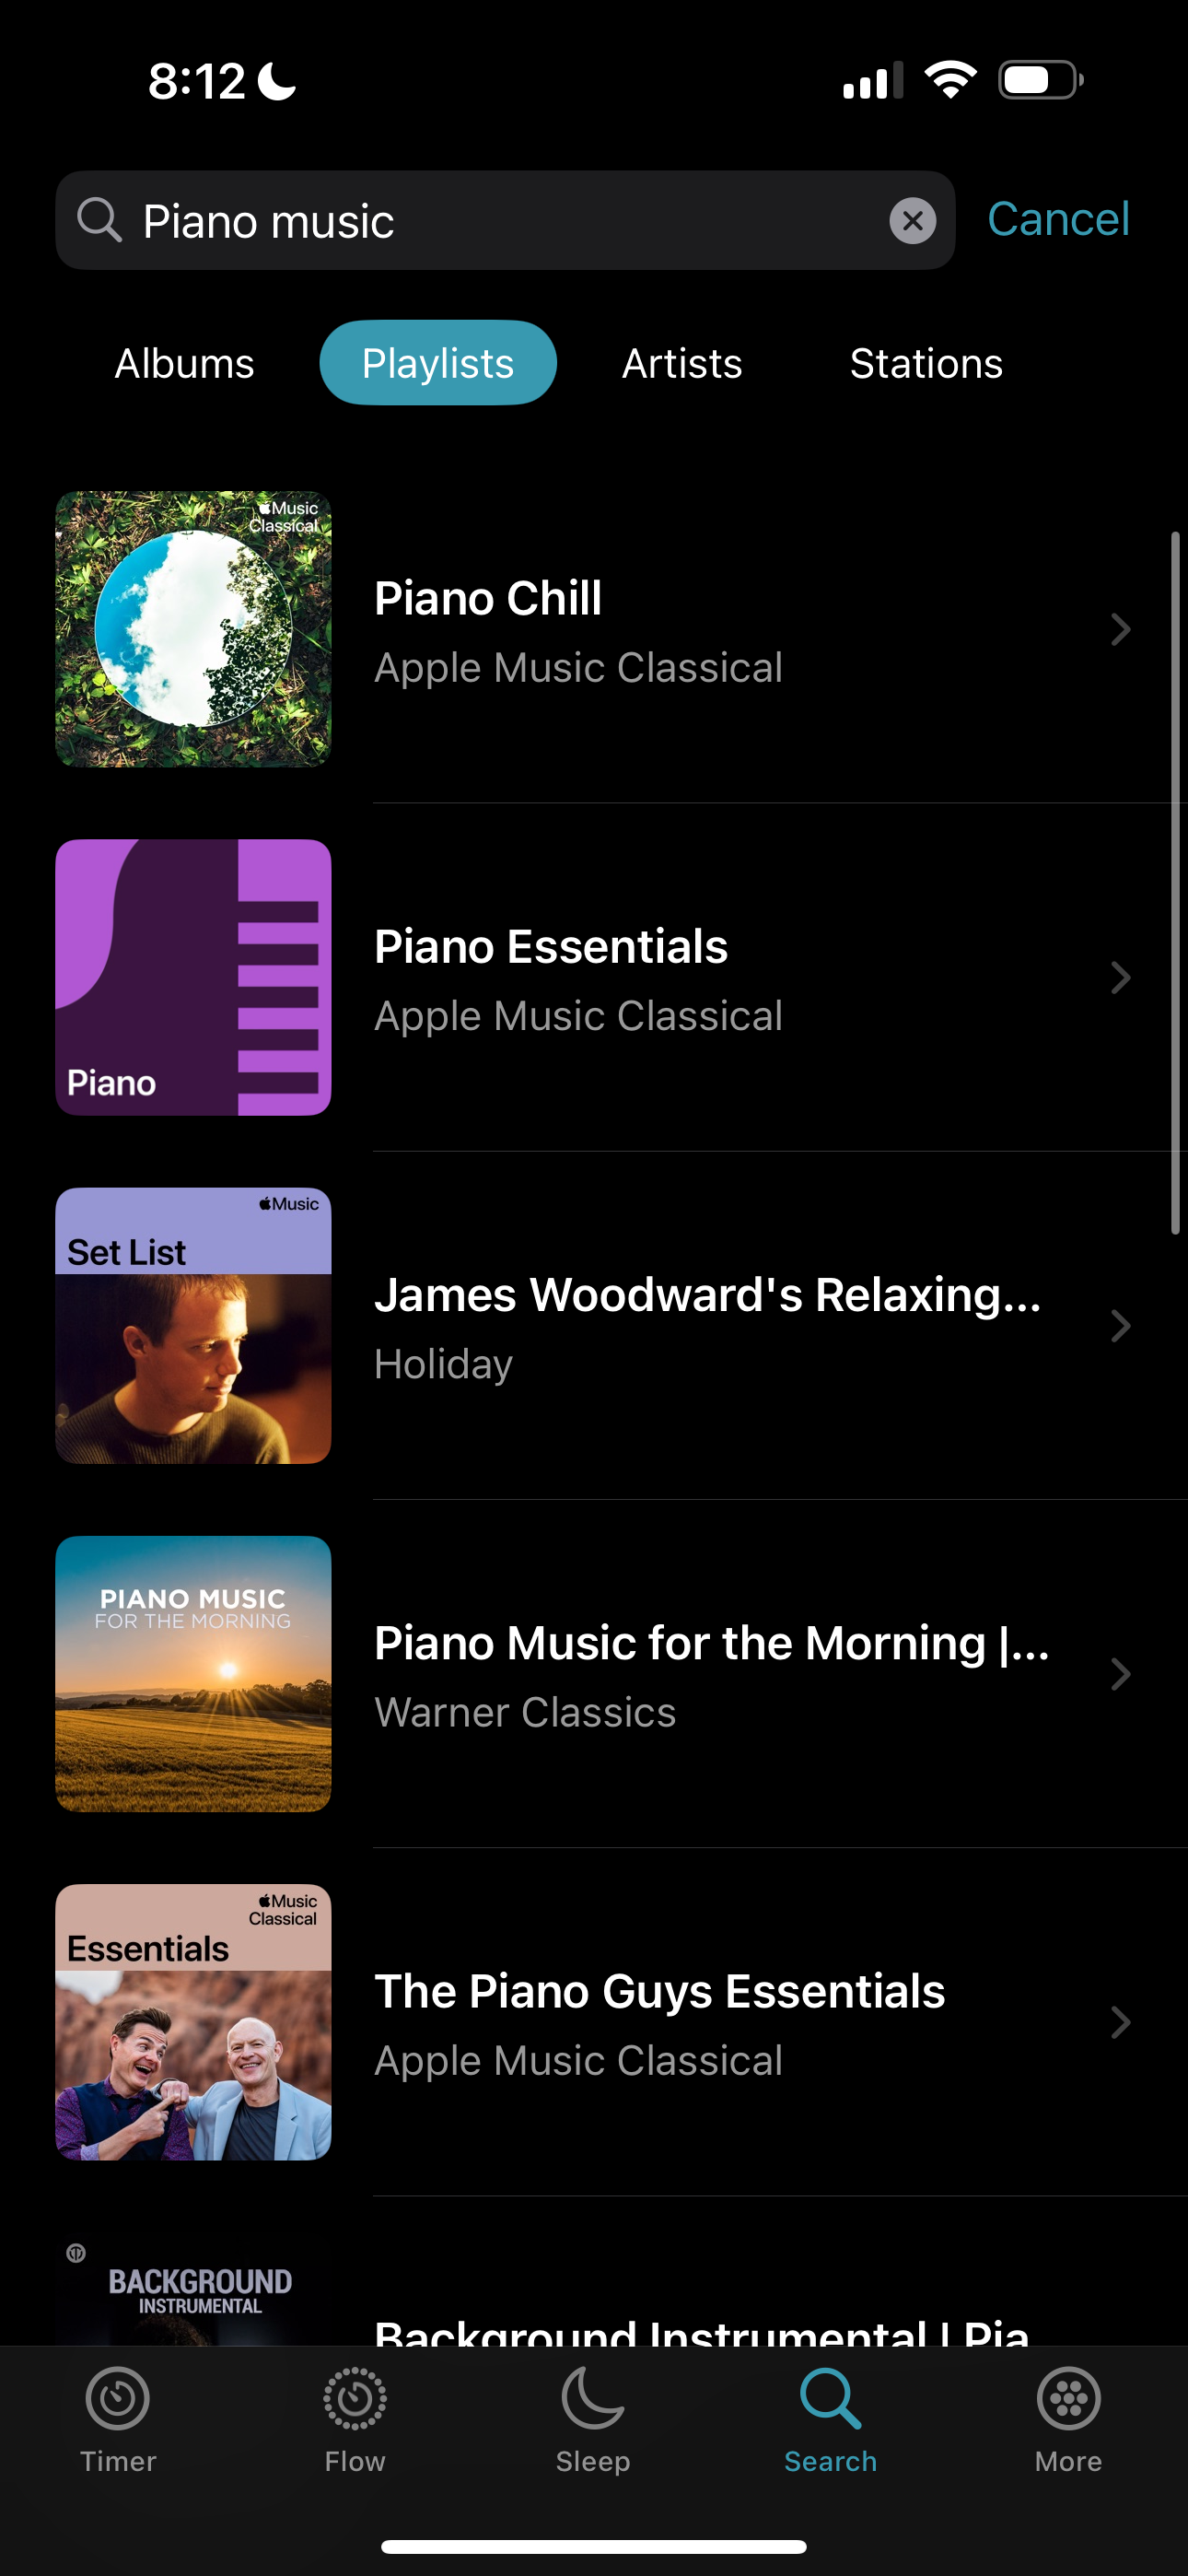 8:12
Piano music
Cancel
Albums
Playlists
Artists
Stations
Music
Classical
Piano Chill
Apple Music Classical
Piano
Piano Essentials
Apple Music Classical
Music
Set List
James Woodward's Relaxing...
Holiday
PIANO MUSIC
FOR THE MORNING
Piano Music for the Morning |...
Warner Classics
Music
Classical
Essentials
The Piano Guys Essentials
Apple Music Classical
BACKGROUND
INSTRUMENTAL
Background Instrumental | Pia
Timer
Flow
Sleep
Search
More